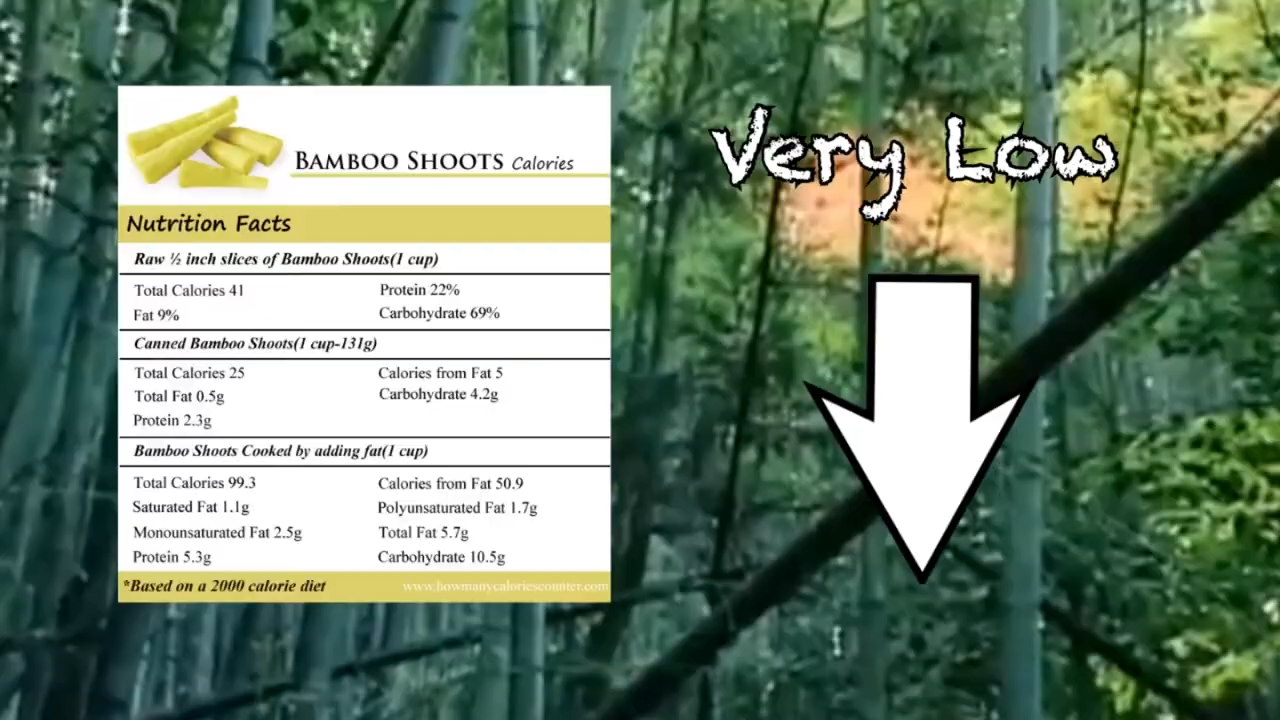 BAMBOO SHOOTS Calories
Nutrition Facts
Raw ½ inch slices of Bamboo Shoots(1 cup)
Total Calories 41 Protein 22%
Fat 9% Carbohydrate 69%
Canned Bamboo Shoots(1 cup-131g)
Total Calories 25 Calories from Fat 5
Total Fat 0.5g Carbohydrate 4.2g
Protein 2.3g
Bamboo Shoots Cooked by adding fat(1 cup)
Total Calories 99.3 Calories from Fat 50.9
Saturated Fat 1.1g Polyunsaturated Fat 1.7g
Monounsaturated Fat 2.5g Total Fat 5.7g
Protein 5.3g Carbohydrate 10.5g
*Based on a 2000 calorie diet www.howmanycaloriescounter.com
Very Low